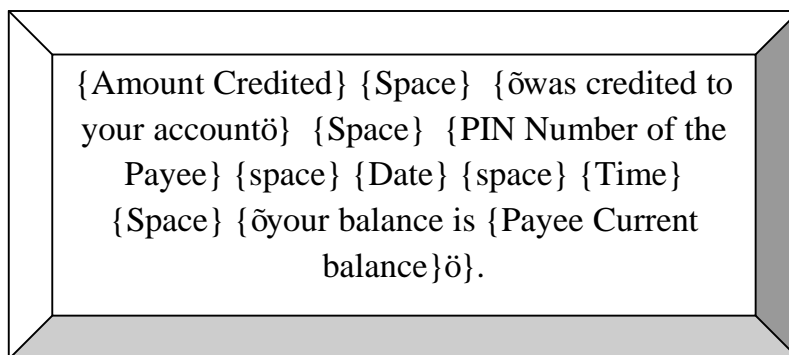 {Amount Credited} {Space} {õwas credited to
your accountö} {Space} {PIN Number of the
Payee} {space} {Date} {space} {Time}
{Space} {õyour balance is {Payee Current
balance}ö}.